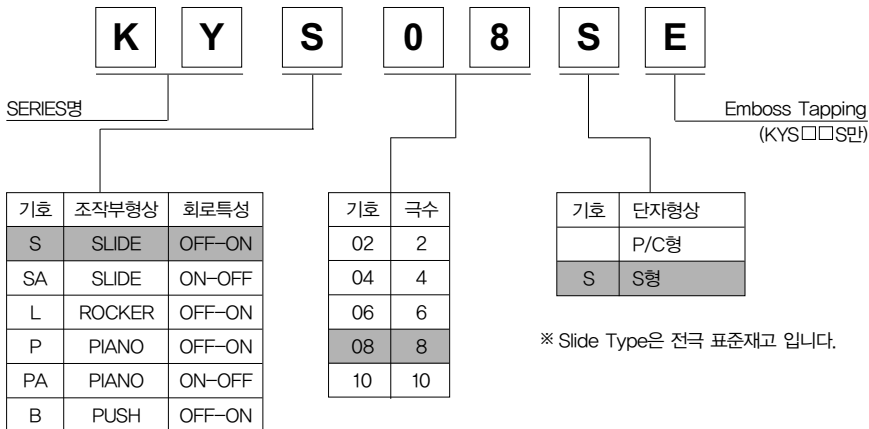 K Y S 0 8 S E
SERIES명
Emboss Tapping
(KYS□□S만)
기호 조작부형상 회로특성
S SLIDE OFF-ON
SA SLIDE ON-OFF
L ROCKER OFF-ON
P PIANO OFF-ON
PA PIANO ON-OFF
B PUSH OFF-ON
기호 극수
02 2
04 4
06 6
08 8
10 10
기호 단자형상
P/C형
S S형
※ Slide Type은 전극 표준재고 입니다.